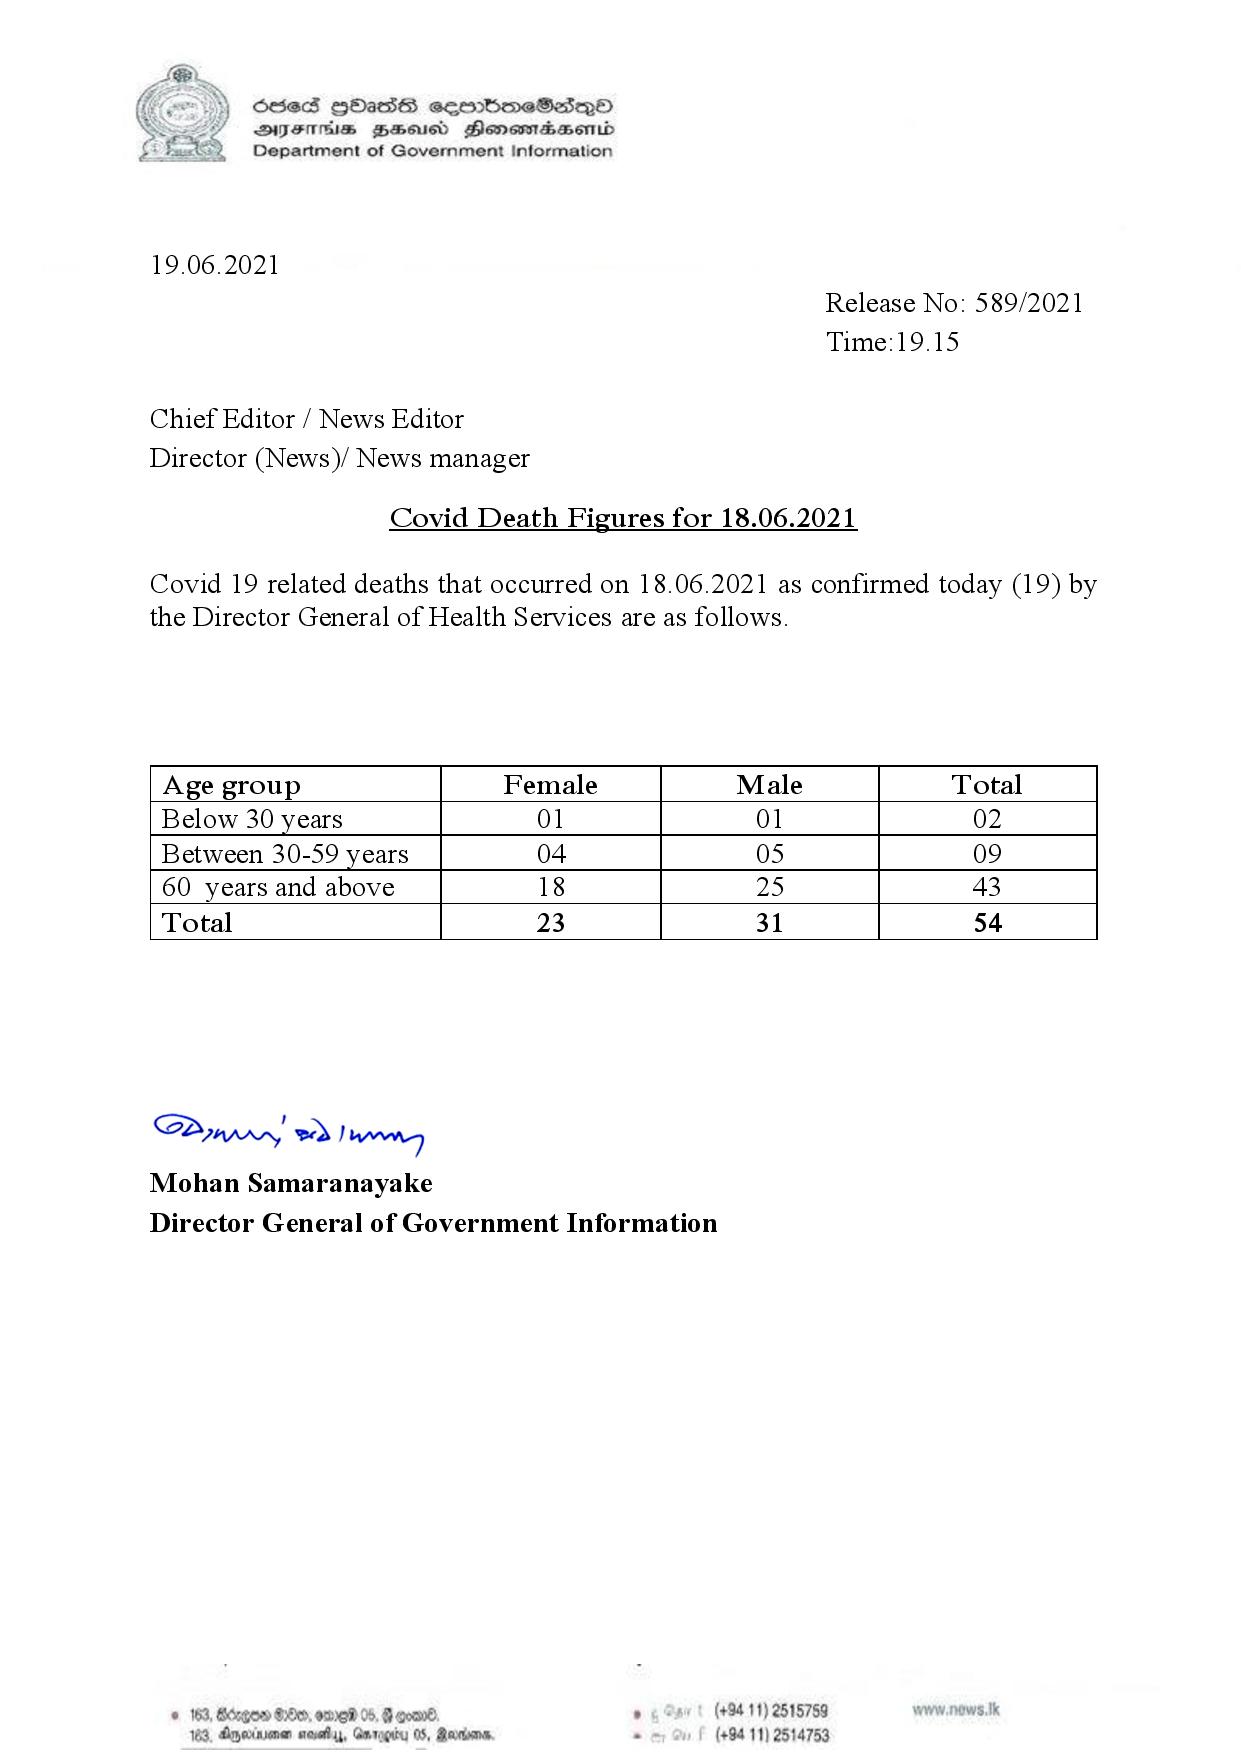 රජයේ ප්‍රවෘත්ති දෙපාර්තමේන්තුව
அரசாங்க தகவல் திணைக்களம்
Department of Government Information
19.06.2021
Release No: 589/2021
Time:19.15
Chief Editor / News Editor
Director (News)/ News manager
Covid Death Figures for 18.06.2021
Covid 19 related deaths that occurred on 18.06.2021 as confirmed today (19) by
the Director General of Health Services are as follows.
Age group Female Male Total
Below 30 years 01 01 02
Between 30-59 years 04 05 09
60 years and above 18 25 43
Total 23 31 54
Mohan Samaranayake
Director General of Government Information
163, කිරුලපන මාවත, කොළඹ 05, ශ්‍රී ලංකාව. (+94 11) 2515759 www.news.lk
163, கிருலப்பனை எவனியூ, கொழும்பு 05, இலங்கை. (+94 11) 2514753